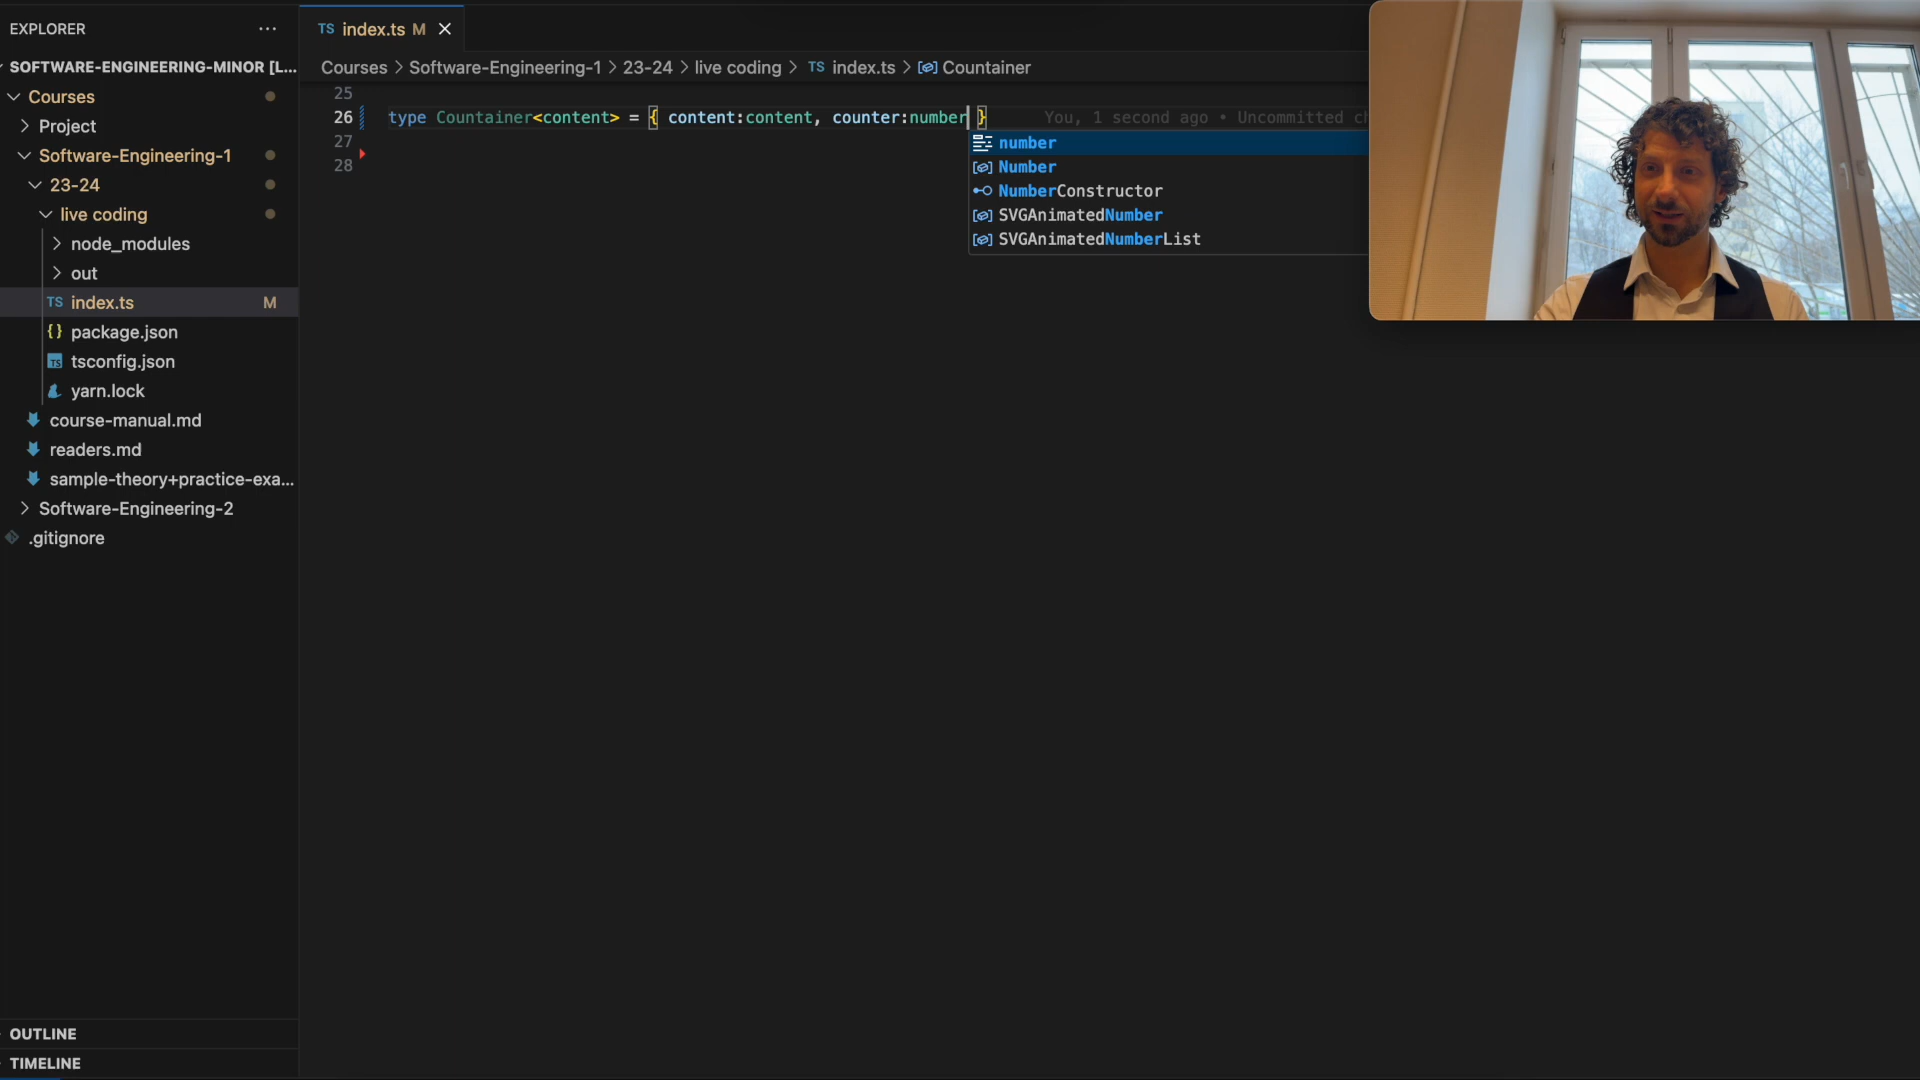 EXPLORER
SOFTWARE-ENGINEERING-MINOR [L...
Courses
Project
Software-Engineering-1
23-24
live coding
node_modules
out
TS index.ts M
{} package.json
TS tsconfig.json
yarn.lock
course-manual.md
readers.md
sample-theory+practice-exa...
Software-Engineering-2
.gitignore
OUTLINE
TIMELINE
TS index.ts M
Courses > Software-Engineering-1 > 23-24 > live coding > TS index.ts > Countainer
25
26 type Countainer<content> = { content:content, counter:number } You, 1 second ago • Uncommitted ch
27
28
number
Number
NumberConstructor
SVGAnimatedNumber
SVGAnimatedNumberList